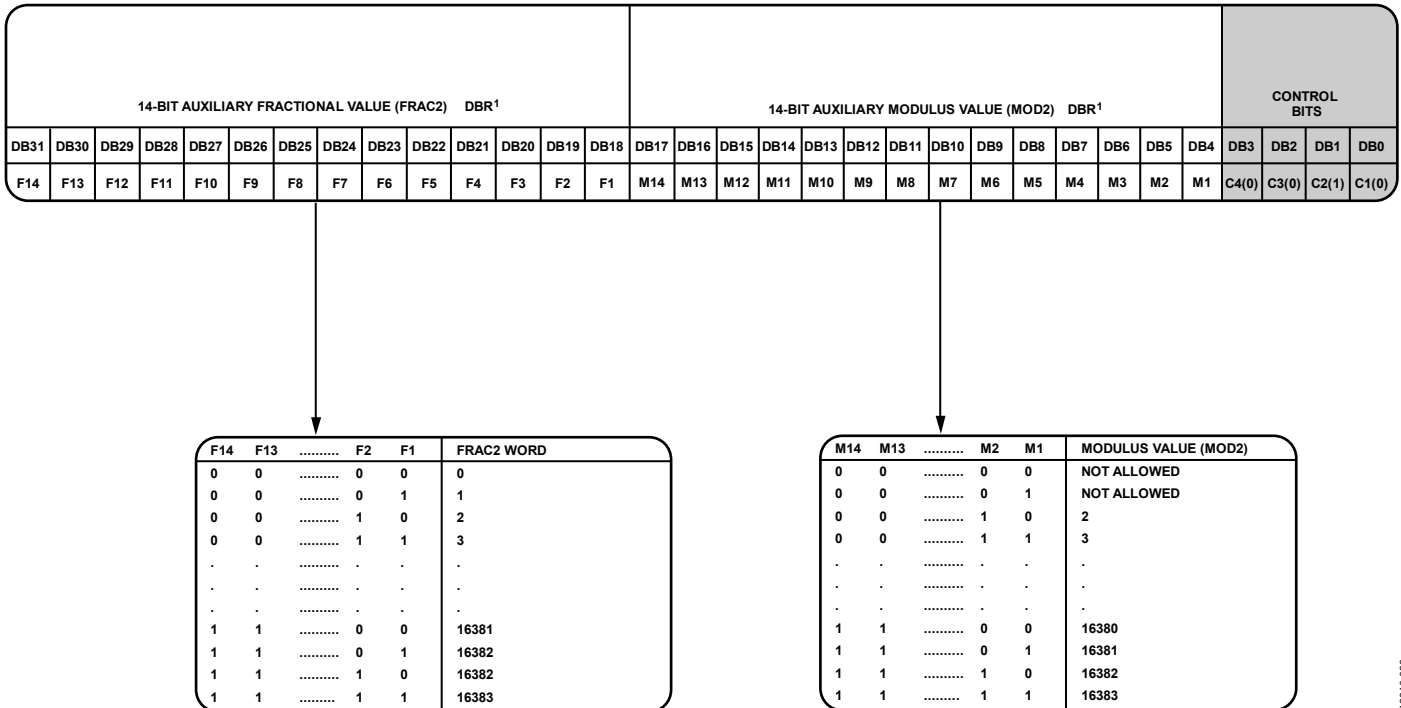 14-BIT AUXILIARY FRACTIONAL VALUE (FRAC2) DBR1
14-BIT AUXILIARY MODULUS VALUE (MOD2) DBR1
CONTROL
BITS
DB31 DB30 DB29 DB28 DB27 DB26 DB25 DB24 DB23 DB22 DB21 DB20 DB19 DB18 DB17 DB16 DB15 DB14 DB13 DB12 DB11 DB10 DB9 DB8 DB7 DB6 DB5 DB4 DB3 DB2 DB1 DB0
F14 F13 F12 F11 F10 F9 F8 F7 F6 F5 F4 F3 F2 F1 M14 M13 M12 M11 M10 M9 M8 M7 M6 M5 M4 M3 M2 M1 C4(0) C3(0) C2(1) C1(0)
F14 F13 .......... F2 F1 FRAC2 WORD
0 0 .......... 0 0 0
0 0 .......... 0 1 1
0 0 .......... 1 0 2
0 0 .......... 1 1 3
. . .......... . . .
. . .......... . . .
. . .......... . . .
1 1 .......... 0 0 16381
1 1 .......... 0 1 16382
1 1 .......... 1 0 16382
1 1 ......... 1 1 16383
M14 M13 .......... M2 M1 MODULUS VALUE (MOD2)
0 0 .......... 0 0 NOT ALLOWED
0 0 .......... 0 1 NOT ALLOWED
0 0 .......... 1 0 2
0 0 .......... 1 1 3
. . .......... . . .
. . .......... . . .
. . .......... . . .
1 1 .......... 0 0 16380
1 1 .......... 0 1 16381
1 1 .......... 1 0 16382
1 1 ......... 1 1 16383